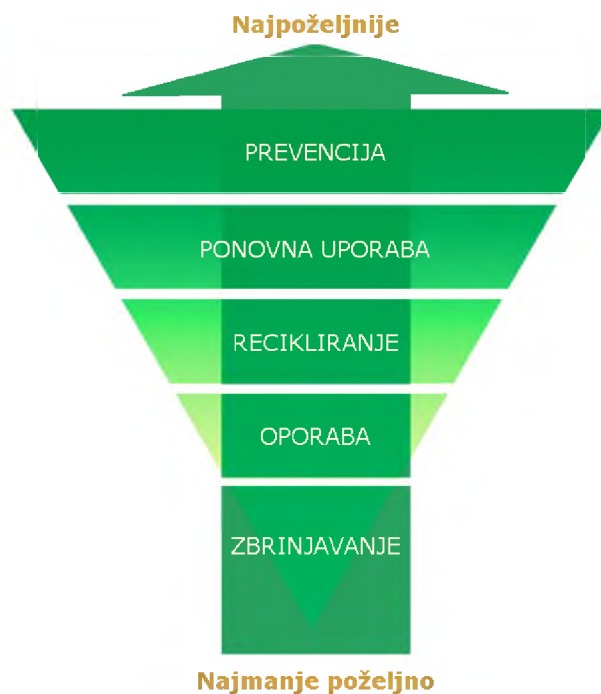 Najpoželjnije
PREVENCIJA
PONOVNA UPORABA
RECIKLIRANJE
OPORABA
ZBRINJAVANJE
Najmanje poželjno